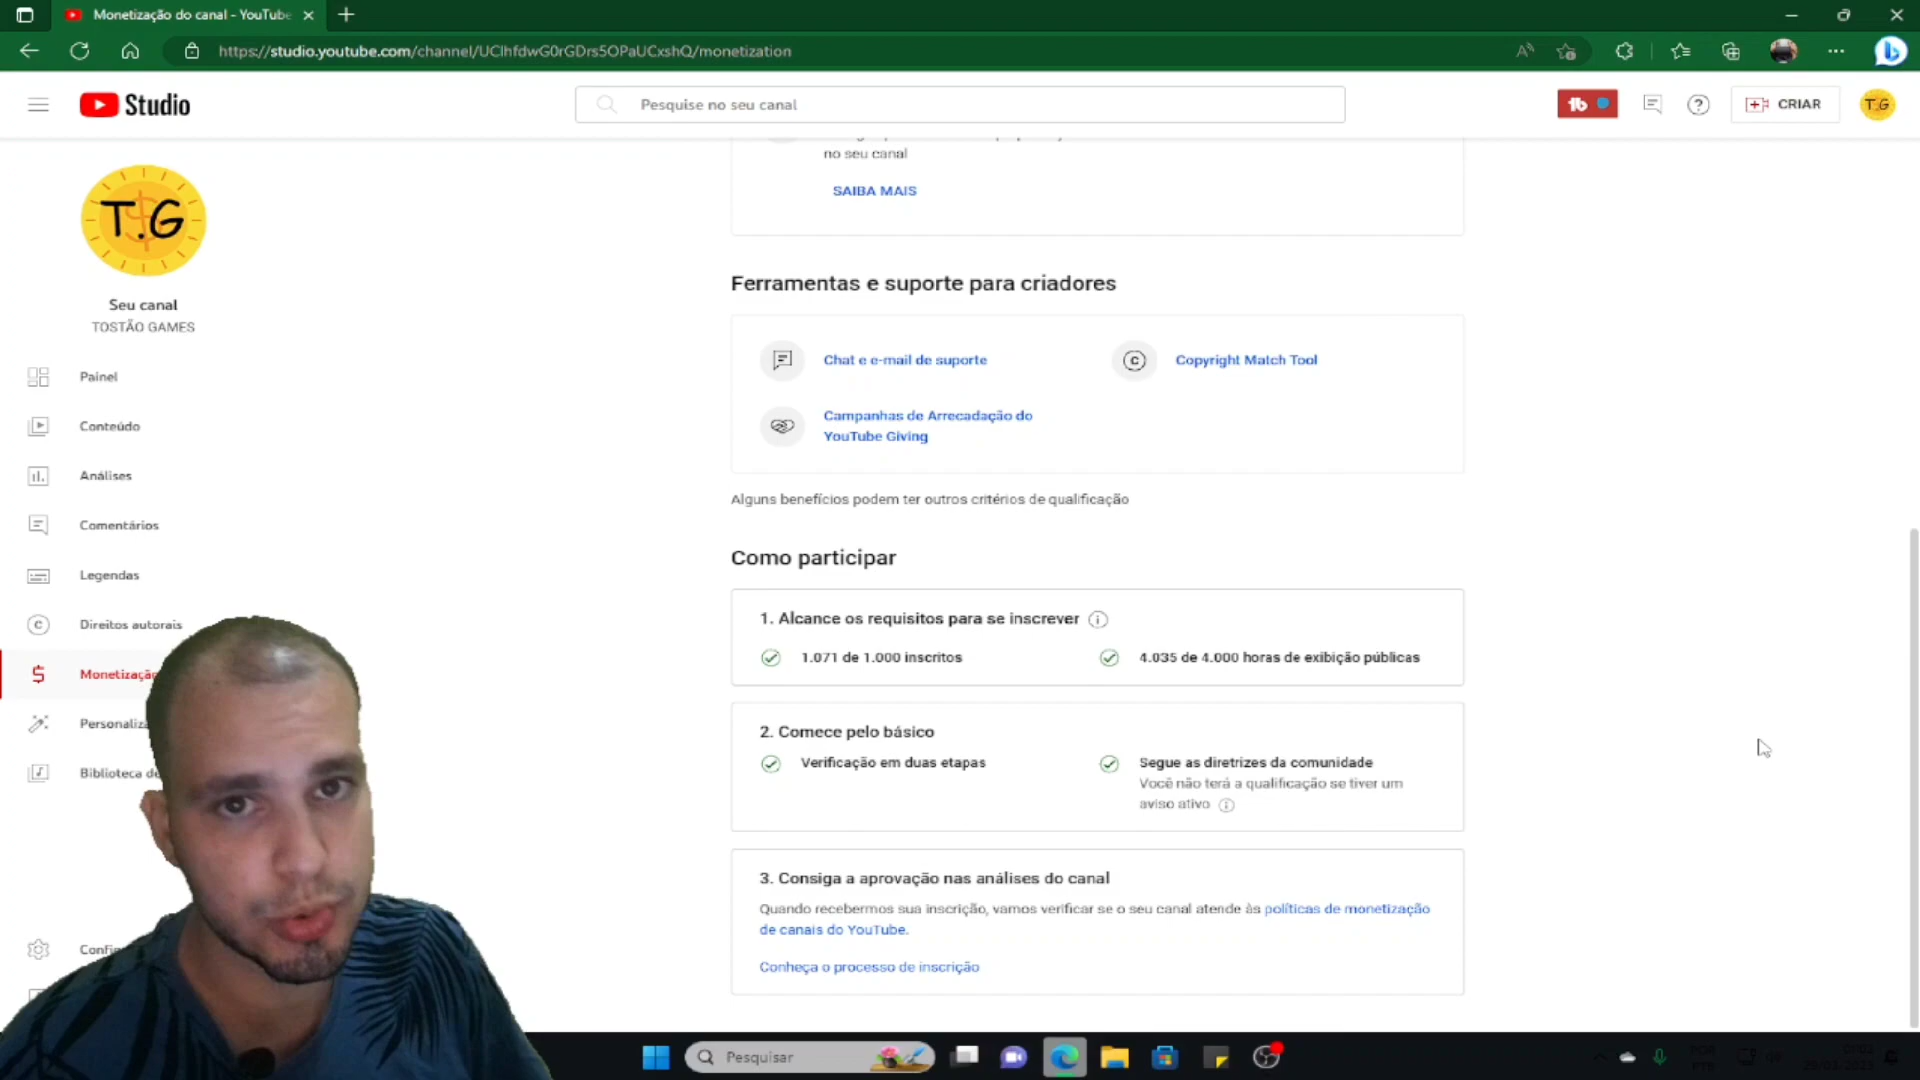 Monetização do canal - YouTube
https://studio.youtube.com/channel/UClhfdwG0rGDrs5OPaUCxshQ/monetization
Studio
Pesquise no seu canal
CRIAR
T.G
no seu canal
SAIBA MAIS
T.G
Seu canal
TOSTÃO GAMES
Painel
Conteúdo
Análises
Comentários
Legendas
Direitos autorais
Monetização
Personaliza
Biblioteca de
Ferramentas e suporte para criadores
Chat e e-mail de suporte
Copyright Match Tool
Campanhas de Arrecadação do
YouTube Giving
Alguns benefícios podem ter outros critérios de qualificação
Como participar
1. Alcance os requisitos para se inscrever
1.071 de 1.000 inscritos
4.035 de 4.000 horas de exibição públicas
2. Comece pelo básico
Verificação em duas etapas
Segue as diretrizes da comunidade
Você não terá a qualificação se tiver um
aviso ativo
3. Consiga a aprovação nas análises do canal
Quando recebermos sua inscrição, vamos verificar se o seu canal atende às políticas de monetização
de canais do YouTube.
Conheça o processo de inscrição
Pesquisar